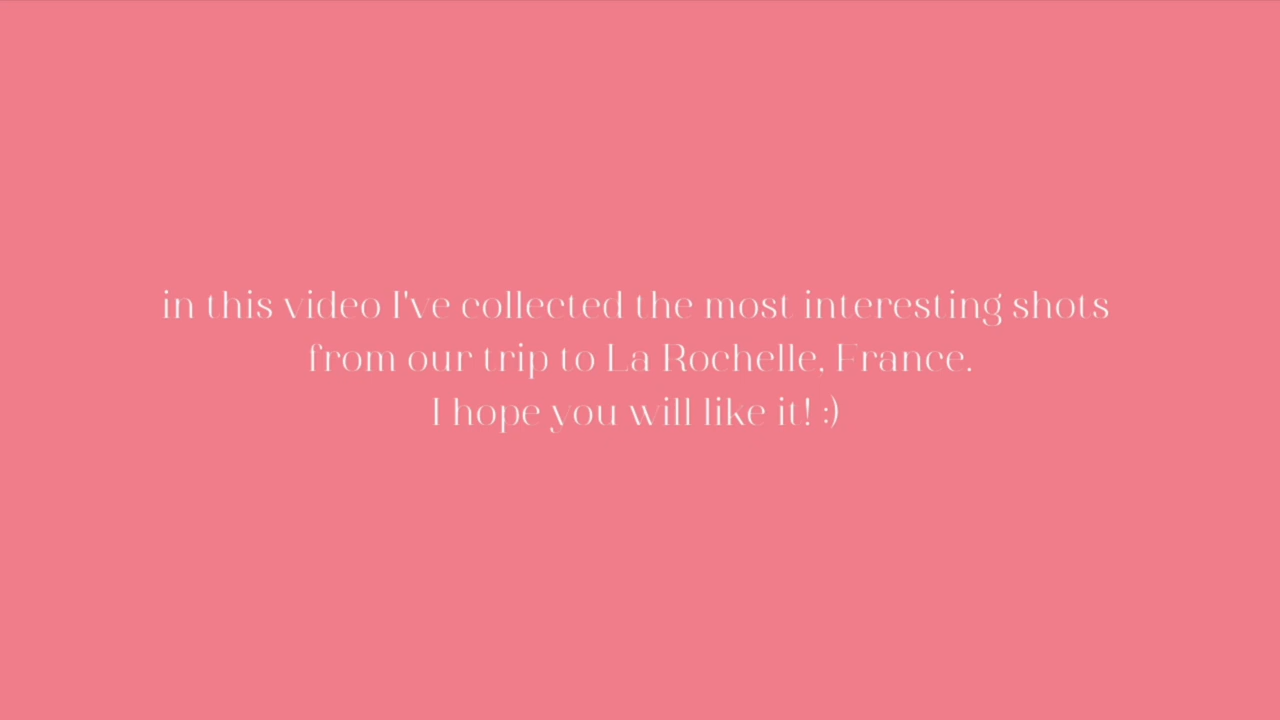 in this video I've collected the most interesting shots
from our trip to La Rochelle, France.
I hope you will like it! :)